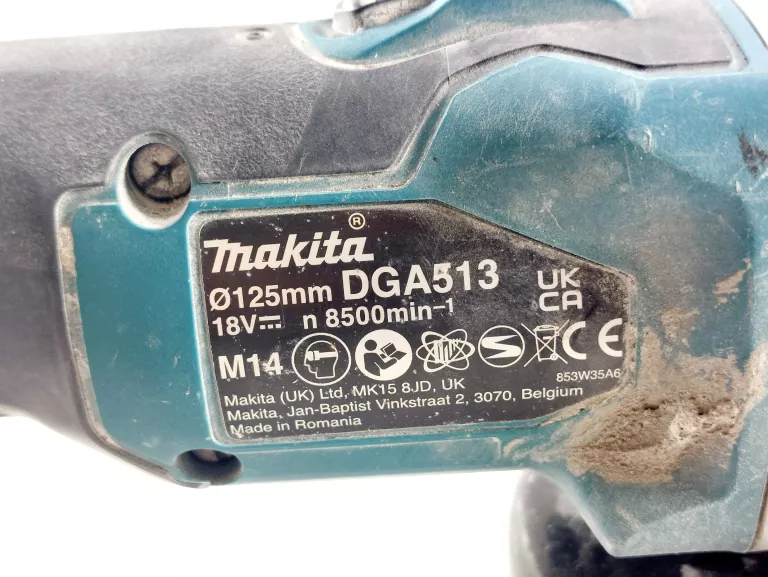 makita®
Ø125mm DGA513
18V⎓ n 8500min⁻¹
UK
CA
M14
CE
853W35A6
Makita (UK) Ltd, MK15 8JD, UK
Makita, Jan-Baptist Vinkstraat 2, 3070, Belgium
Made in Romania